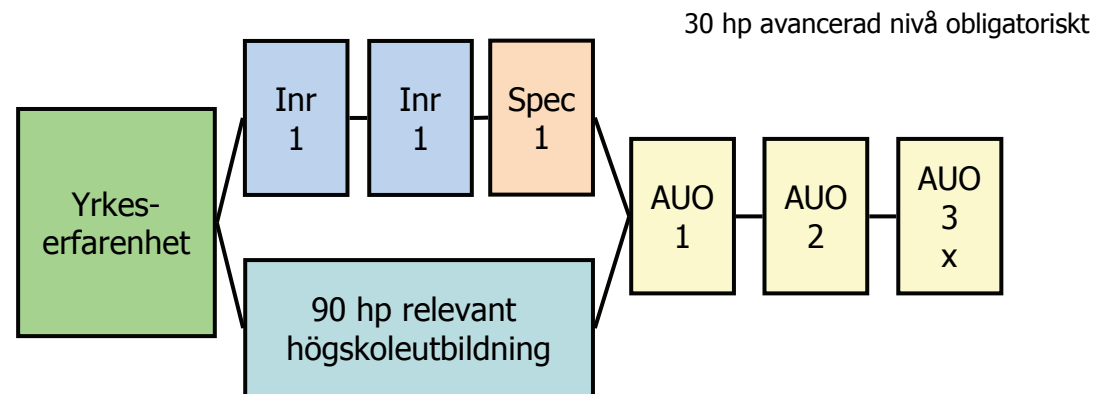 30 hp avancerad nivå obligatoriskt
Inr
1
Inr
1
Spec
1
Yrkes-
erfarenhet
90 hp relevant
högskoleutbildning
AUO
1
AUO
2
AUO
3
x